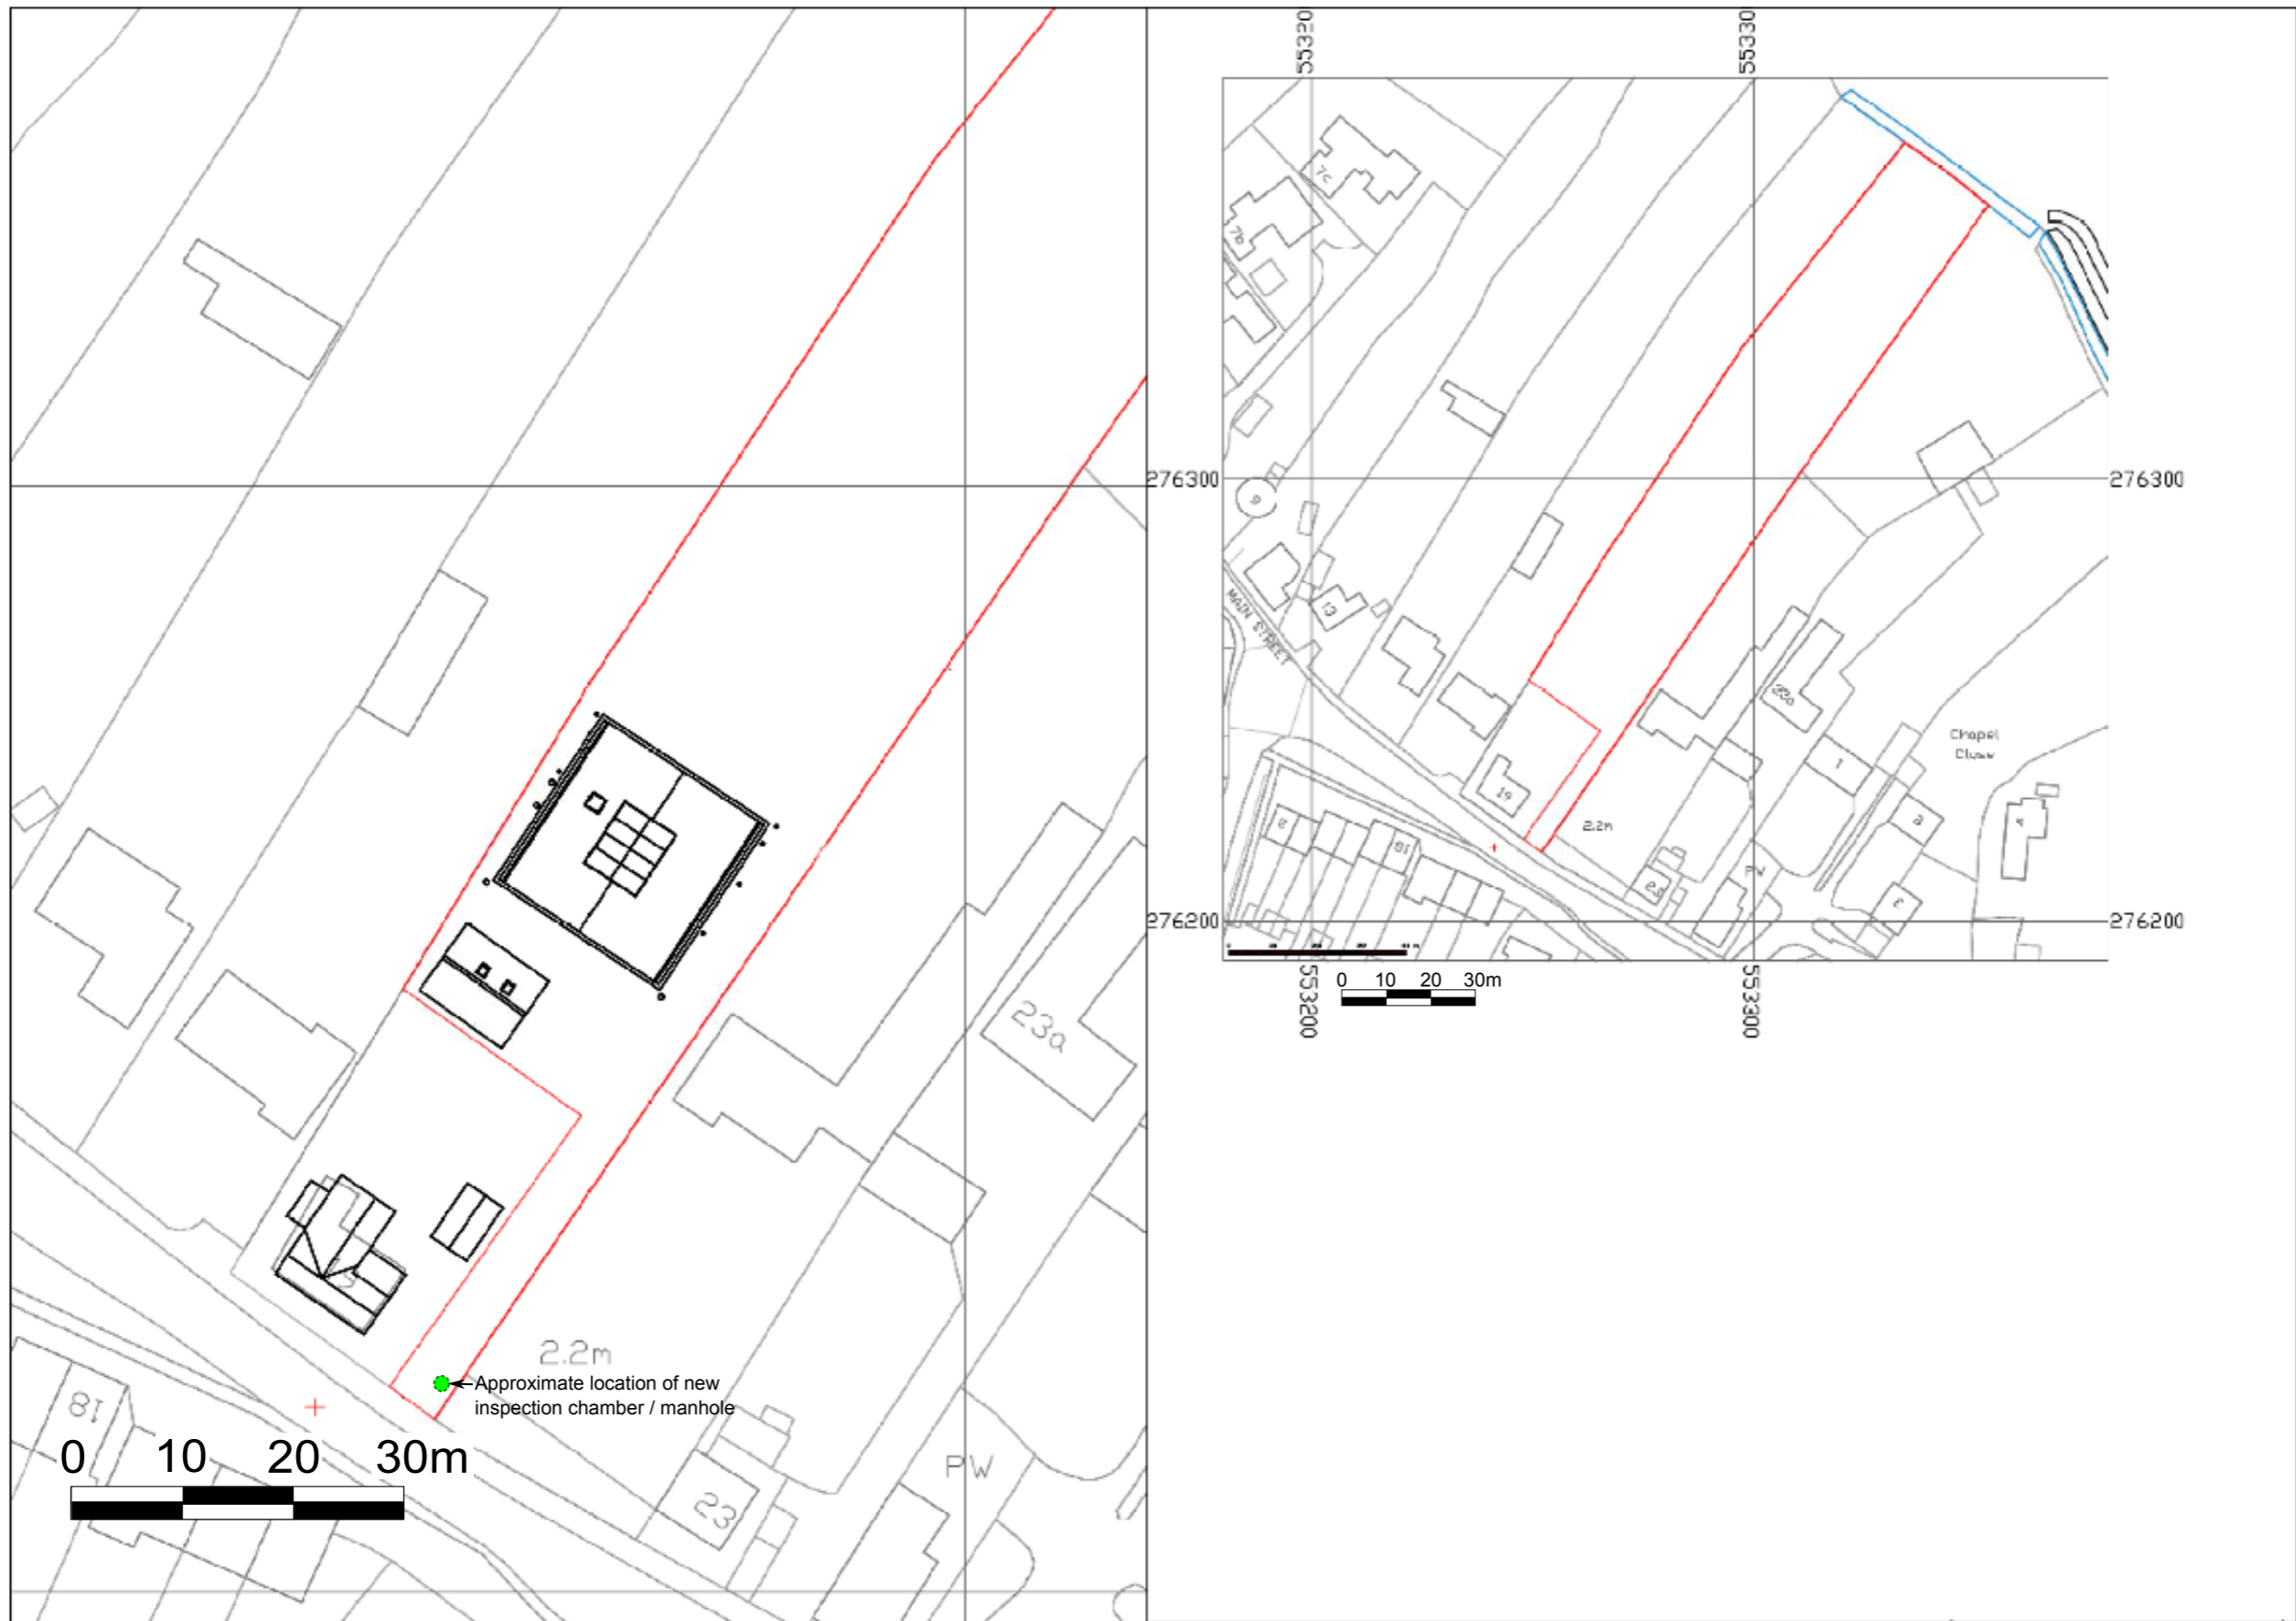 23a
2.2m
Approximate location of new
inspection chamber / manhole
18
0 10 20 30m
PW
23
55320
55330
7c
7b
9
13
MAIN STREET
276300
276300
23a
Chapel
1
19
2.2m
18
23
PW
276200
276200
0 10 20 30m
553200
553300